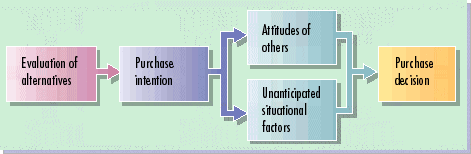 Evaluation of
alternatives
Purchase
intention
Attitudes of
others
Unanticipated
situational
factors
Purchase
decision